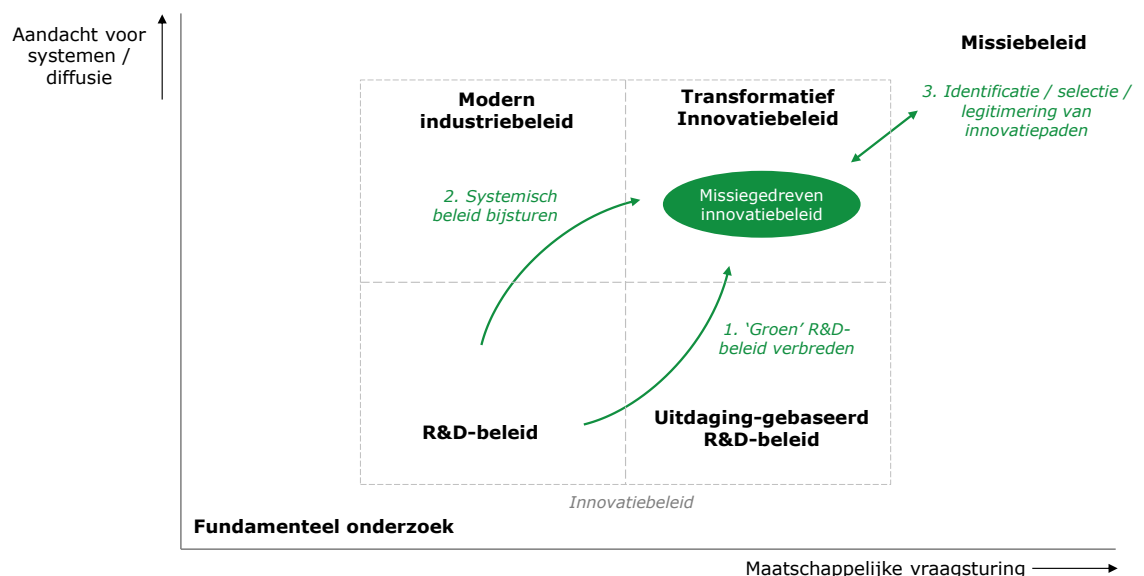 Aandacht voor
systemen /
diffusie
Missiebeleid
3. Identificatie / selectie /
legitimering van
innovatiepaden
Modern
industriebeleid
Transformatief
Innovatiebeleid
2. Systemisch
beleid bijsturen
Missiegedreven
innovatiebeleid
1. ‘Groen’ R&D-
beleid verbreden
R&D-beleid
Uitdaging-gebaseerd
R&D-beleid
Innovatiebeleid
Fundamenteel onderzoek
Maatschappelijke vraagsturing